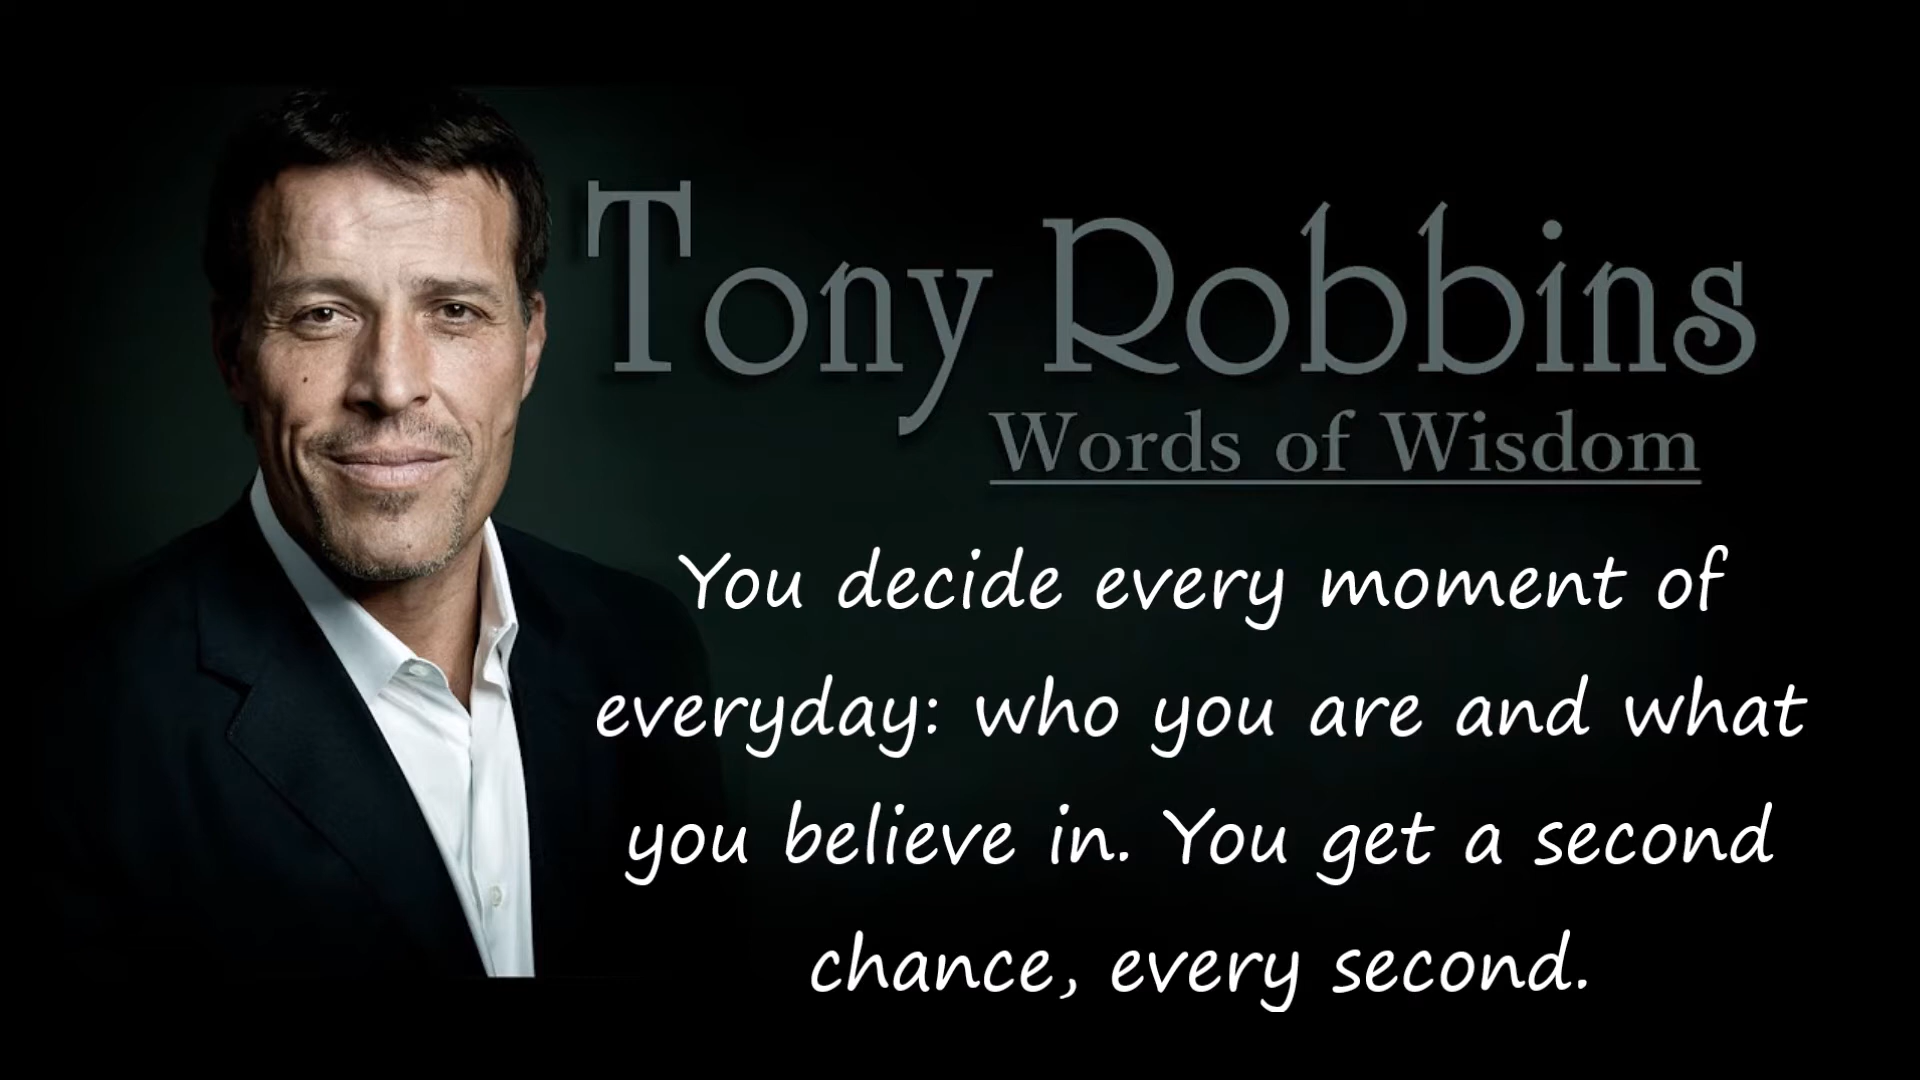 Tony Robbins
Words of Wisdom
You decide every moment of
everyday: who you are and what
you believe in. You get a second
chance, every second.